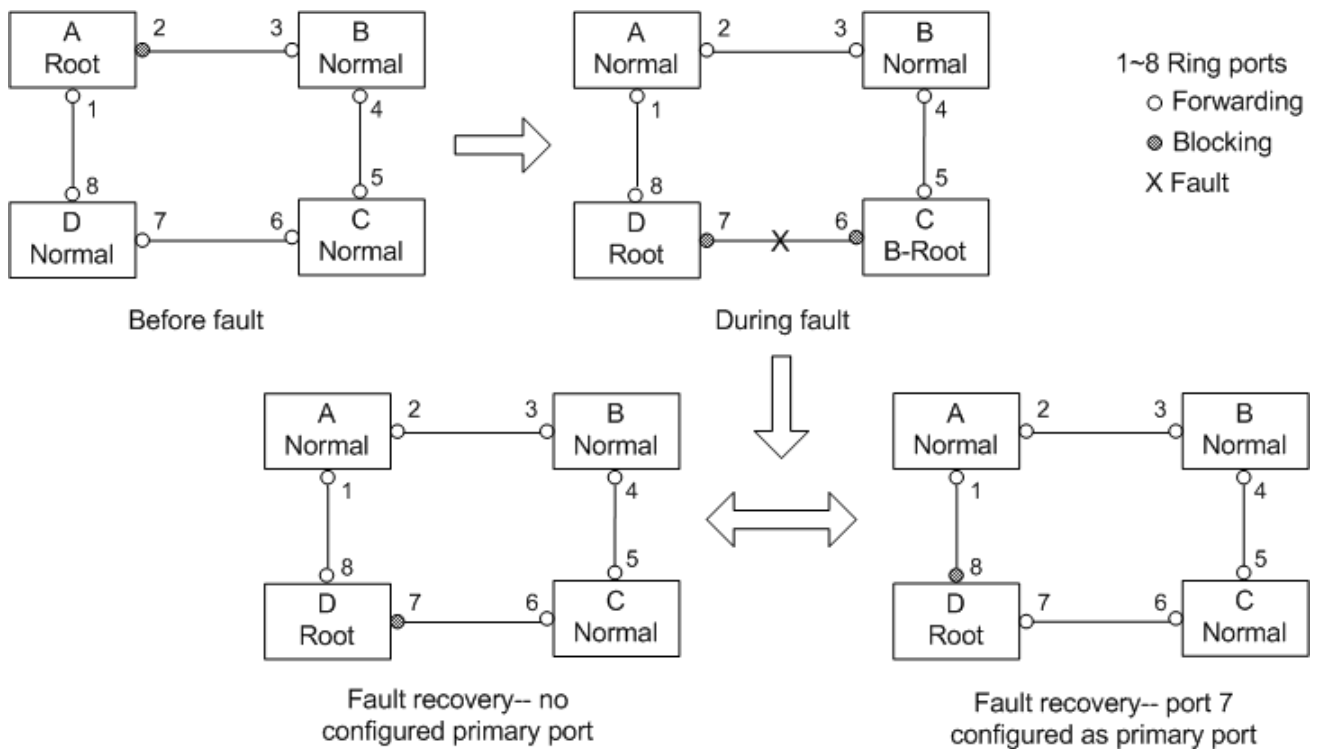 A
Root
2
3
B
Normal
1
4
8
5
D
Normal
7
6
C
Normal
Before fault
A
Normal
2
3
B
Normal
1
4
8
5
D
Root
7
X
6
C
B-Root
During fault
1~8 Ring ports
Forwarding
Blocking
X Fault
A
Normal
2
3
B
Normal
1
4
8
5
D
Root
7
6
C
Normal
Fault recovery-- no
configured primary port
A
Normal
2
3
B
Normal
1
4
8
5
D
Root
7
6
C
Normal
Fault recovery-- port 7
configured as primary port